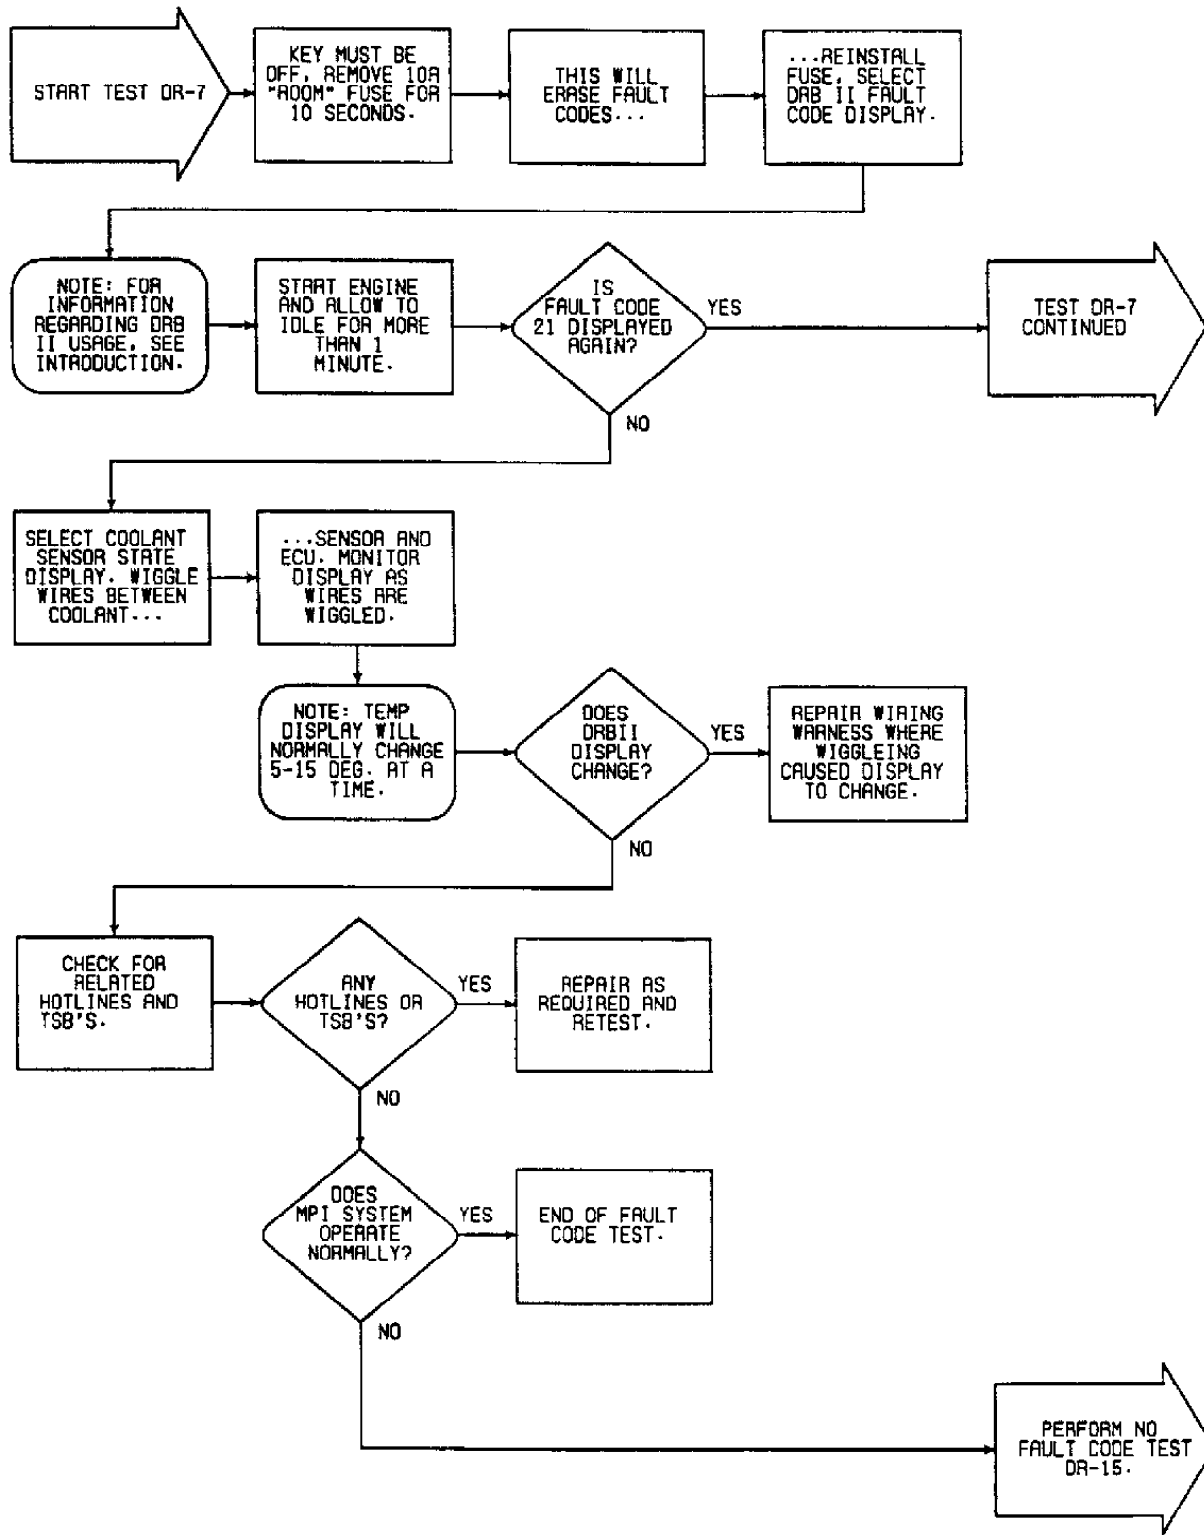 START TEST DR-7
KEY MUST BE
OFF, REMOVE 10A
"ROOM" FUSE FOR
10 SECONDS.
THIS WILL
ERASE FAULT
CODES...
...REINSTALL
FUSE, SELECT
DRB II FAULT
CODE DISPLAY.
NOTE: FOR
INFORMATION
REGARDING DRB
II USAGE, SEE
INTRODUCTION.
START ENGINE
AND ALLOW TO
IDLE FOR MORE
THAN 1
MINUTE.
IS
FAULT CODE
21 DISPLAYED
AGAIN?
YES
TEST DR-7
CONTINUED
NO
SELECT COOLANT
SENSOR STATE
DISPLAY. WIGGLE
WIRES BETWEEN
COOLANT...
...SENSOR AND
ECU. MONITOR
DISPLAY AS
WIRES ARE
WIGGLED.
NOTE: TEMP
DISPLAY WILL
NORMALLY CHANGE
5-15 DEG. AT A
TIME.
DOES
DRBII
DISPLAY
CHANGE?
YES
REPAIR WIRING
WARNESS WHERE
WIGGLEING
CAUSED DISPLAY
TO CHANGE.
NO
CHECK FOR
RELATED
HOTLINES AND
TSB'S.
ANY
HOTLINES OR
TSB'S?
YES
REPAIR AS
REQUIRED AND
RETEST.
NO
DOES
MPI SYSTEM
OPERATE
NORMALLY?
YES
END OF FAULT
CODE TEST.
NO
PERFORM NO
FAULT CODE TEST
DR-15.